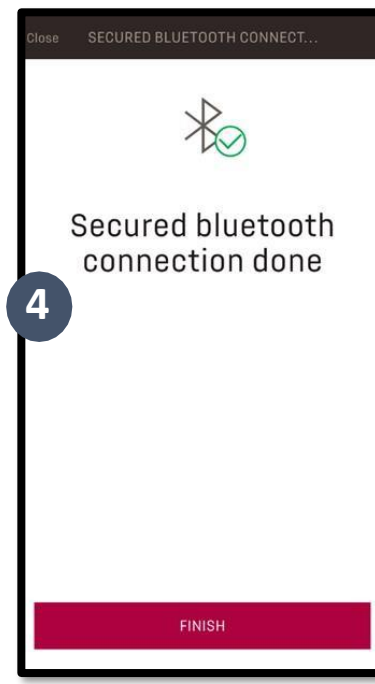 Close SECURED BLUETOOTH CONNECT...
Secured bluetooth
connection done
4
FINISH